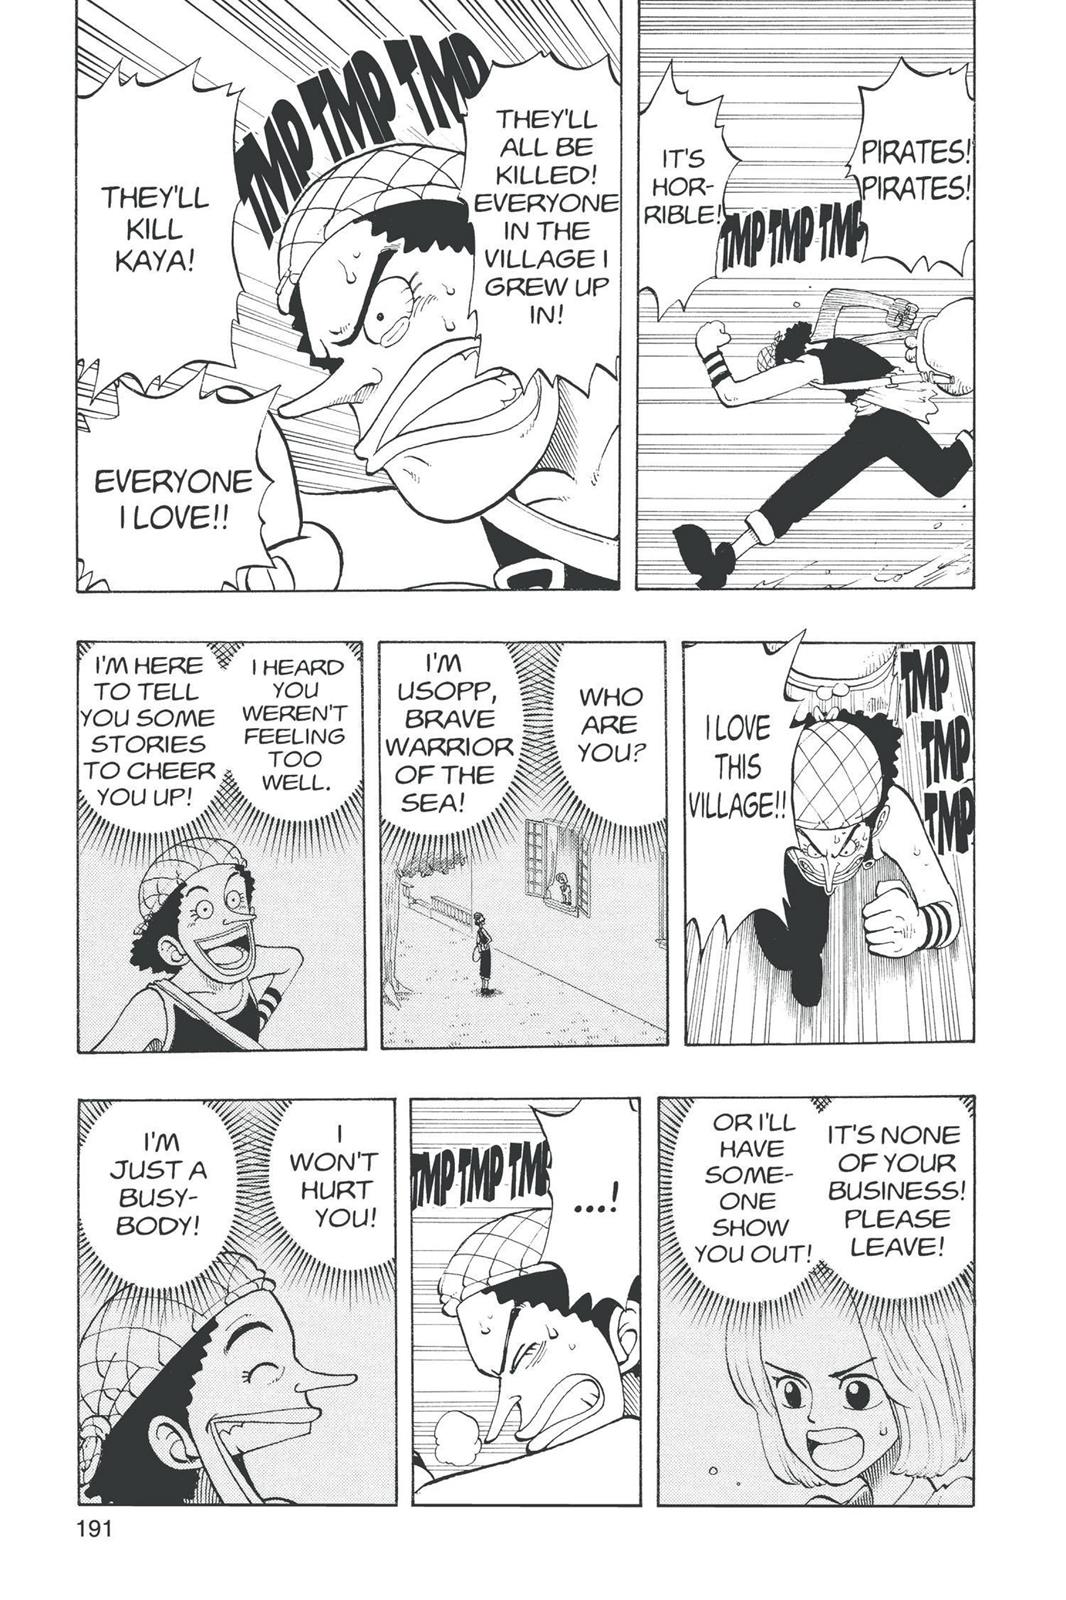 PIRATES!
PIRATES!
IT'S
HOR-
RIBLE!
TMP TMP TMP
THEY'LL
ALL BE
KILLED!
EVERYONE
IN THE
VILLAGE I
GREW UP
IN!
TMP TMP TMP
THEY'LL
KILL
KAYA!
EVERYONE
I LOVE!!
TMP
TMP
TMP
I LOVE
THIS
VILLAGE!!
WHO
ARE
YOU?
I'M
USOPP,
BRAVE
WARRIOR
OF THE
SEA!
I HEARD
YOU
WEREN'T
FEELING
TOO
WELL.
I'M HERE
TO TELL
YOU SOME
STORIES
TO CHEER
YOU UP!
IT'S NONE
OF YOUR
BUSINESS!
PLEASE
LEAVE!
OR I'LL
HAVE
SOME-
ONE
SHOW
YOU OUT!
...!
TMP TMP TMP
I
WON'T
HURT
YOU!
I'M
JUST A
BUSY-
BODY!
191